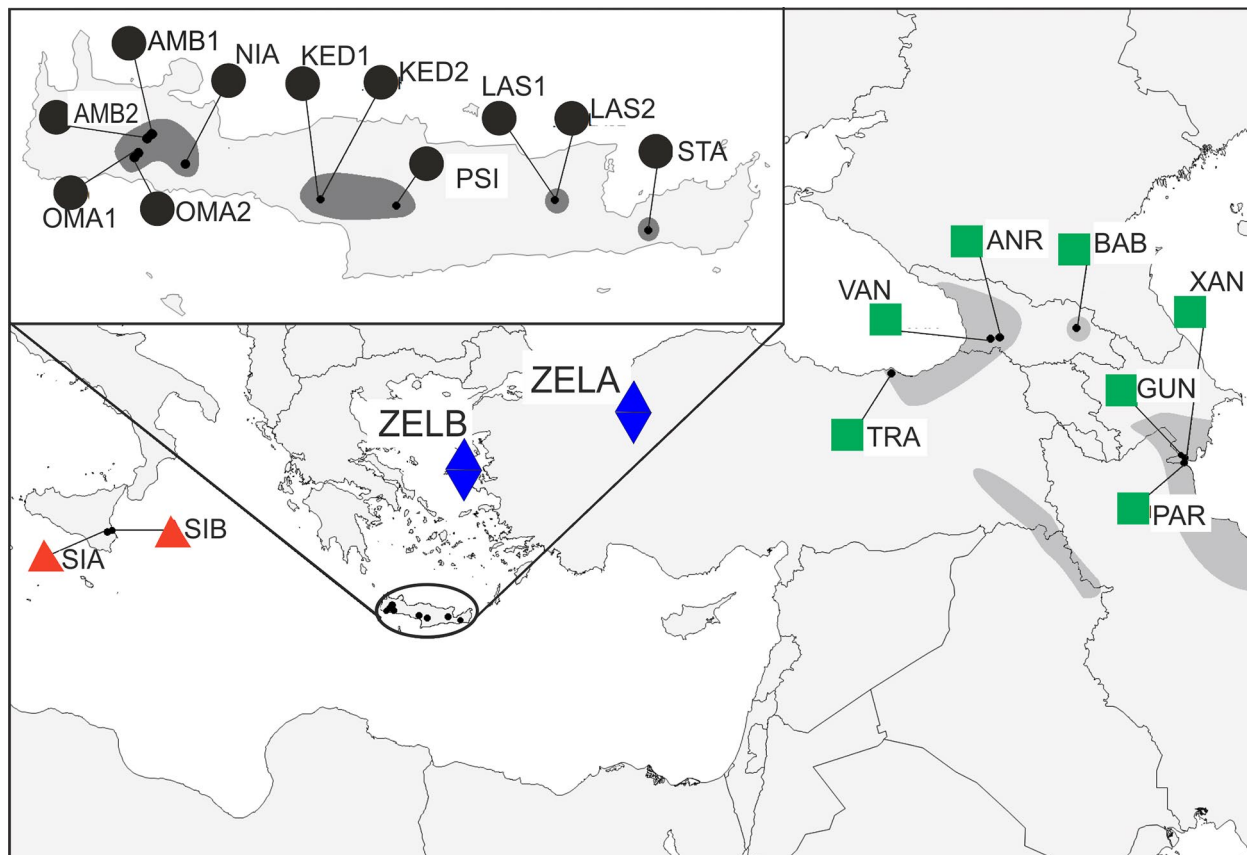 AMB1
NIA
KED1
KED2
LAS1
LAS2
AMB2
STA
PSI
OMA1
OMA2
ANR
BAB
XAN
VAN
ZELA
GUN
ZELB
TRA
SIB
PAR
SIA